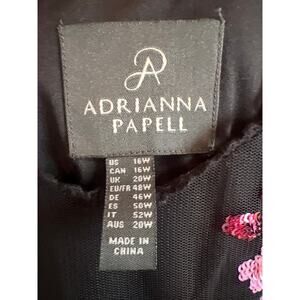 ADRIANNA
PAPELL
US 16W
CAN 16W
UK 20W
EU/FR 48W
DE 46W
ES 50W
IT 52W
AUS 20W
MADE IN
CHINA